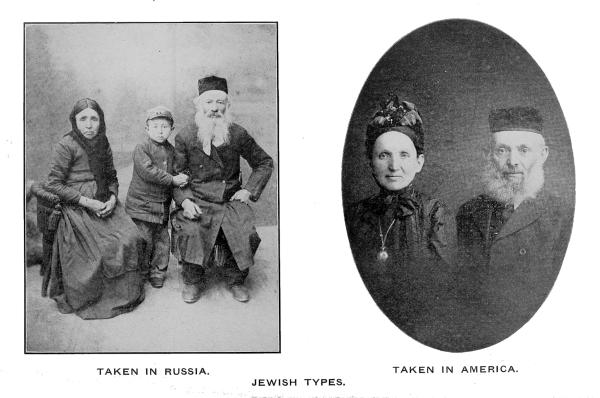 TAKEN IN RUSSIA.
TAKEN IN AMERICA.
JEWISH TYPES.